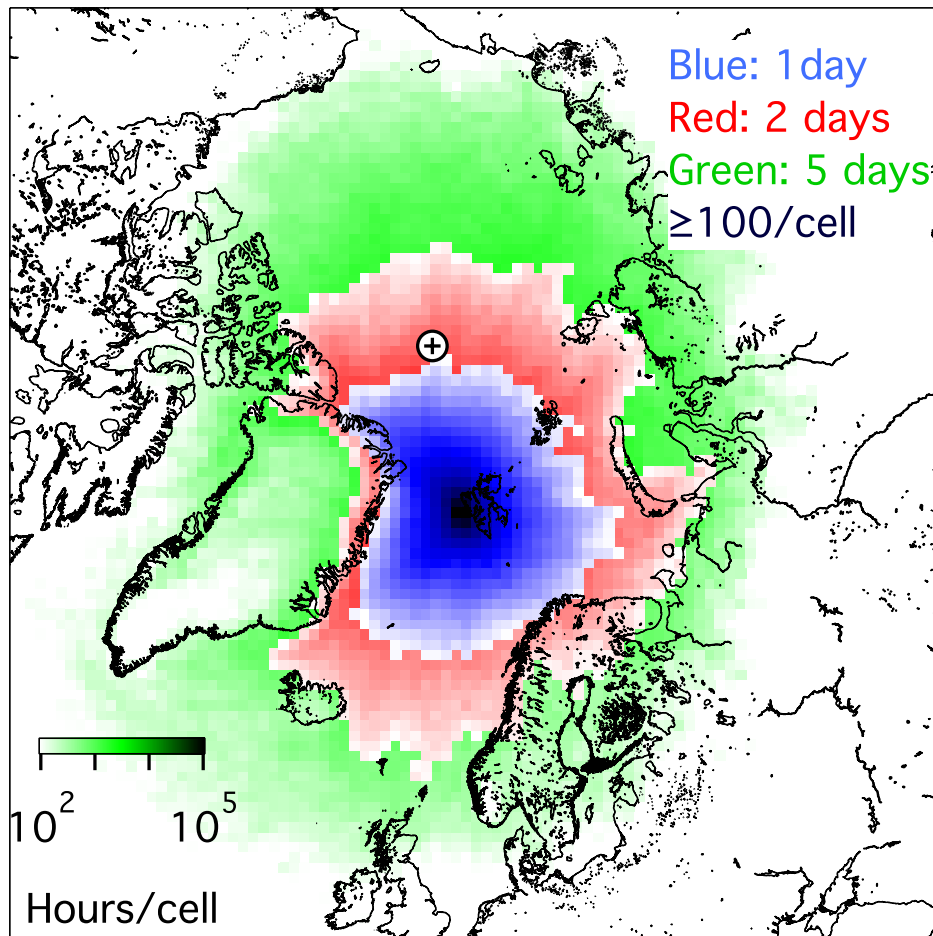 Blue: 1day
Red: 2 days
Green: 5 days
≥100/cell
10² 10⁵
Hours/cell